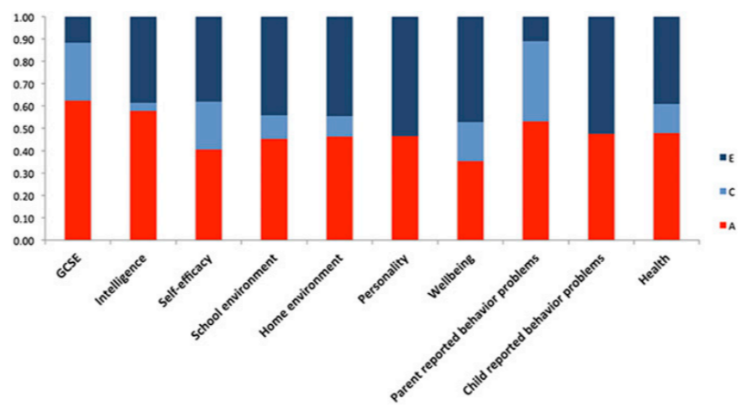 1.00
0.90
0.80
0.70
0.60
0.50
0.40
0.30
0.20
0.10
0.00
E
C
A
GCSE
Intelligence
Self-efficacy
School environment
Home environment
Personality
Wellbeing
Parent reported behavior problems
Child reported behavior problems
Health